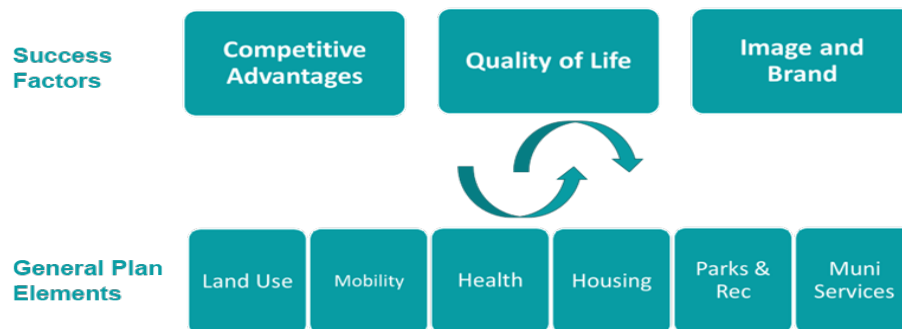 Success
Factors
Competitive
Advantages
Quality of Life
Image and
Brand
General Plan
Elements
Land Use
Mobility
Health
Housing
Parks &
Rec
Muni
Services